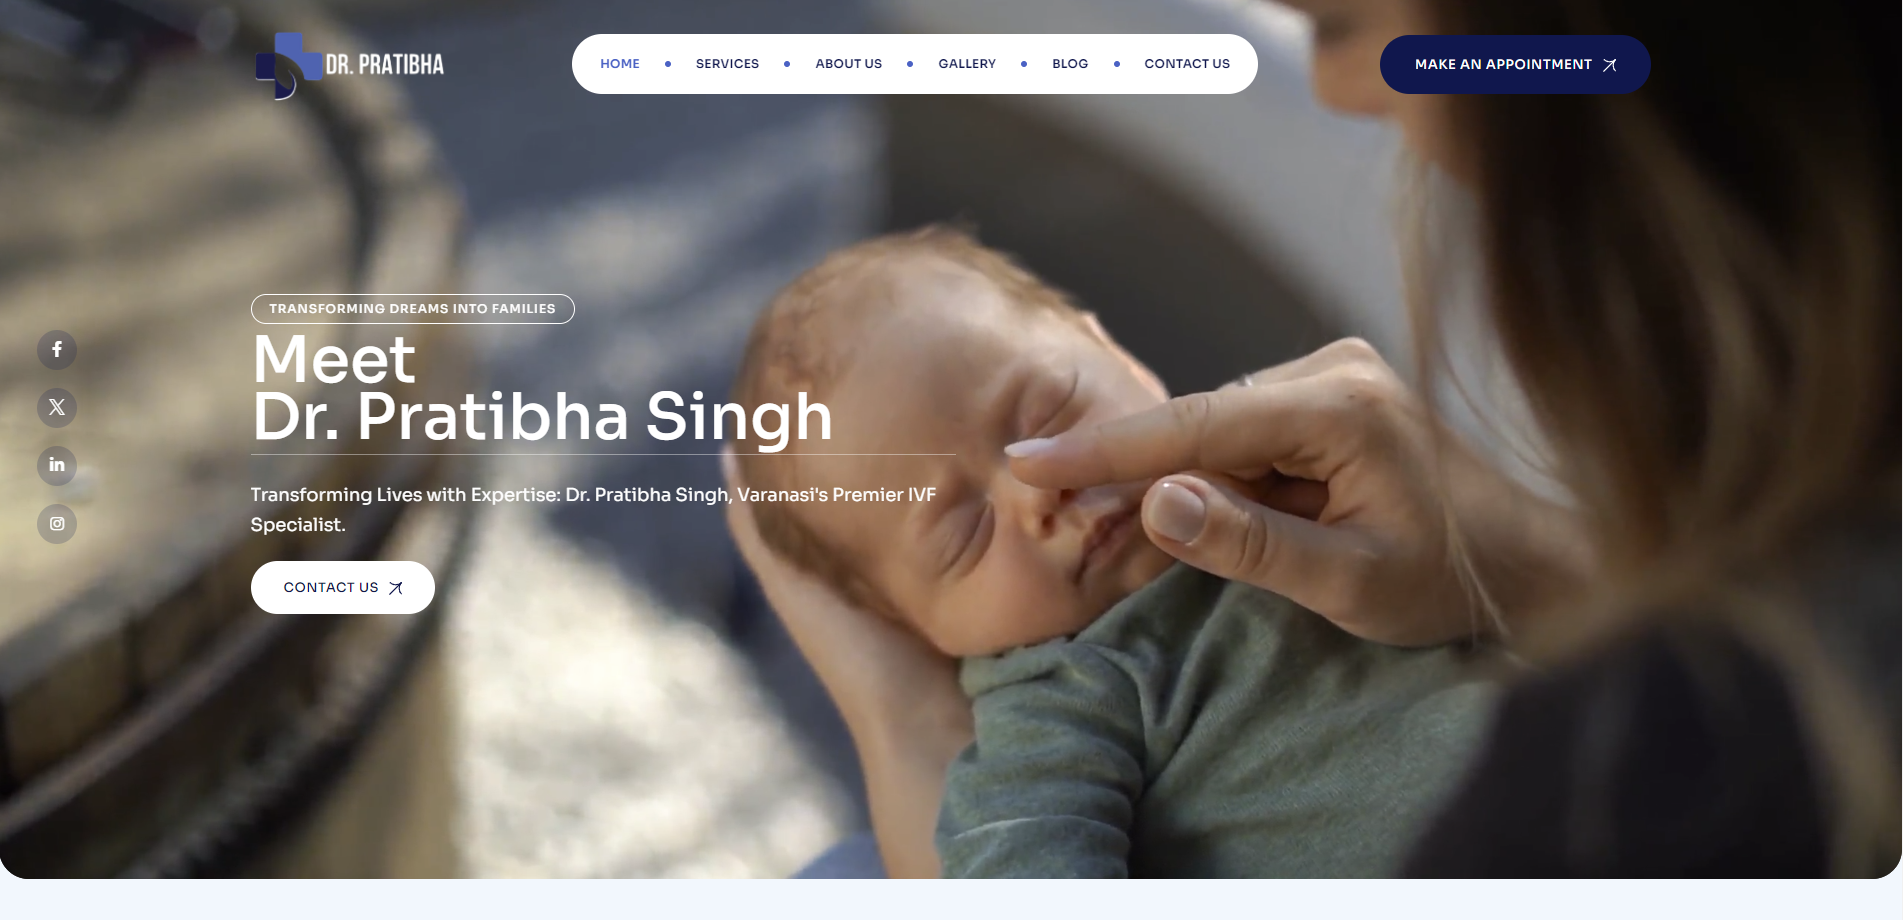 DR. PRATIBHA
HOME
SERVICES
ABOUT US
GALLERY
BLOG
CONTACT US
MAKE AN APPOINTMENT
TRANSFORMING DREAMS INTO FAMILIES
Meet
Dr. Pratibha Singh
Transforming Lives with Expertise: Dr. Pratibha Singh, Varanasi's Premier IVF
Specialist.
CONTACT US